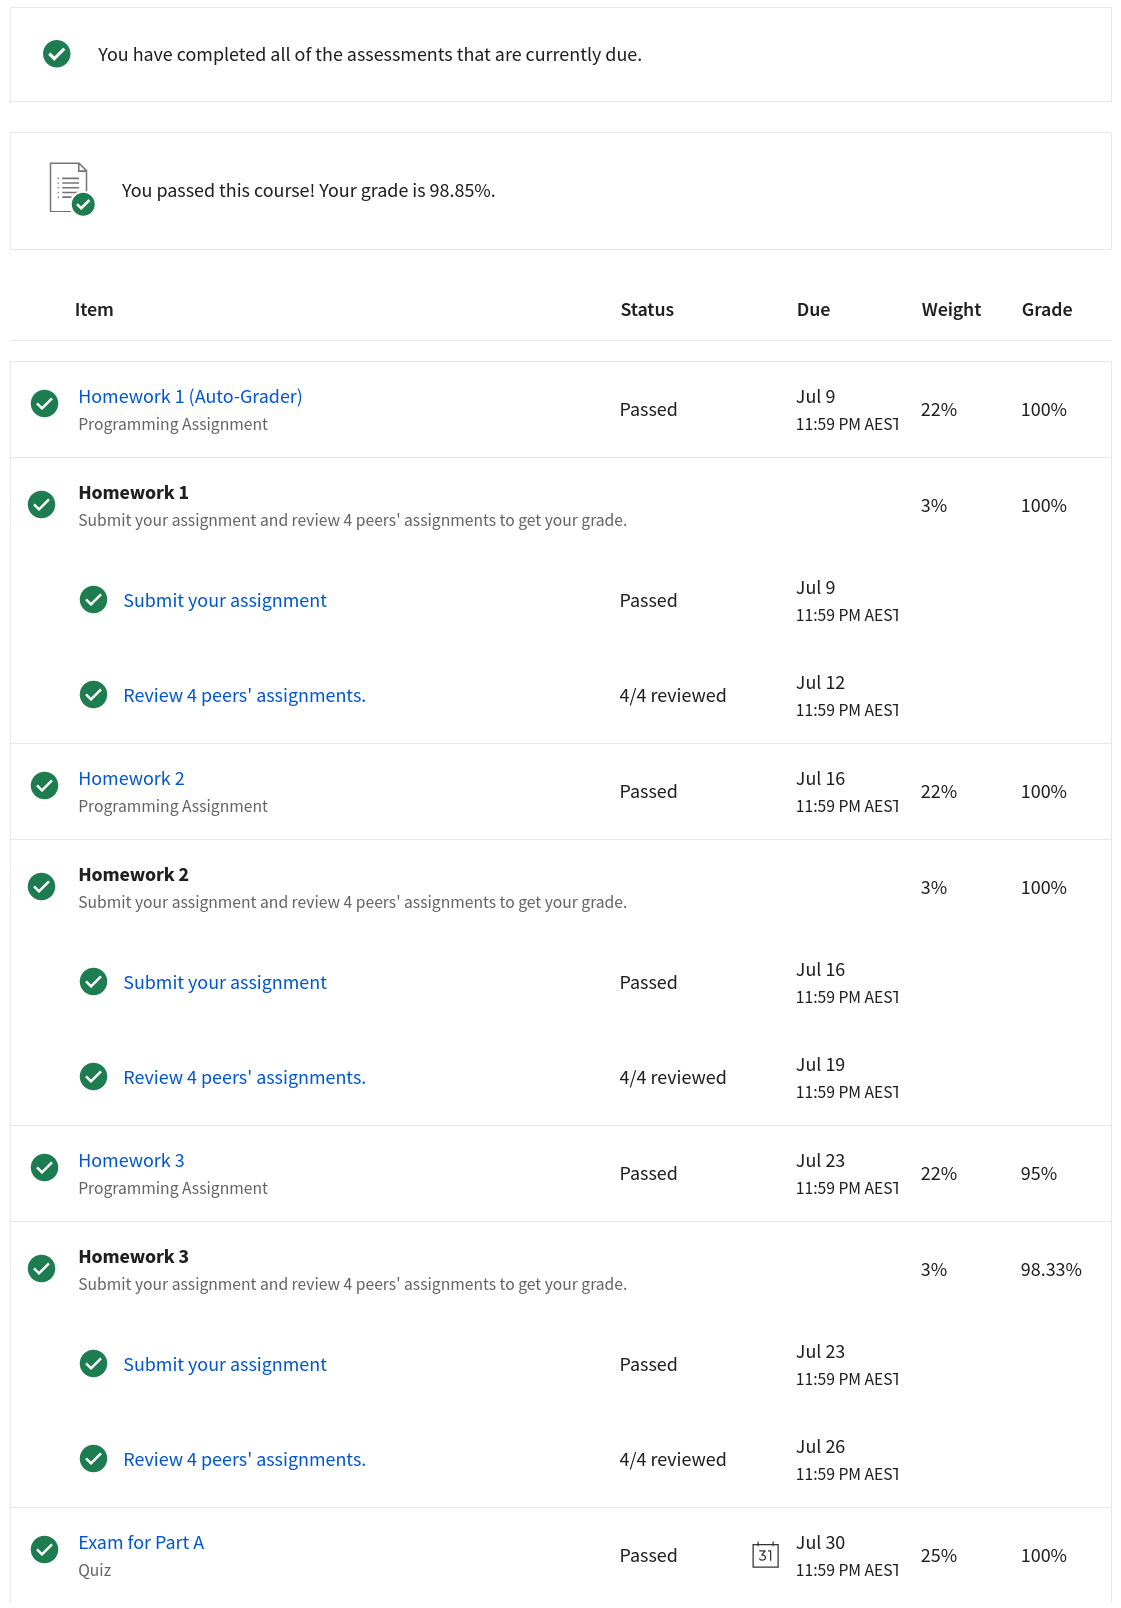 You have completed all of the assessments that are currently due.
You passed this course! Your grade is 98.85%.
Item Status Due Weight Grade
Homework 1 (Auto-Grader)
Programming Assignment
Passed
Jul 9
11:59 PM AEST
22%
100%
Homework 1
Submit your assignment and review 4 peers' assignments to get your grade.
3%
100%
Submit your assignment
Passed
Jul 9
11:59 PM AEST
Review 4 peers' assignments.
4/4 reviewed
Jul 12
11:59 PM AEST
Homework 2
Programming Assignment
Passed
Jul 16
11:59 PM AEST
22%
100%
Homework 2
Submit your assignment and review 4 peers' assignments to get your grade.
3%
100%
Submit your assignment
Passed
Jul 16
11:59 PM AEST
Review 4 peers' assignments.
4/4 reviewed
Jul 19
11:59 PM AEST
Homework 3
Programming Assignment
Passed
Jul 23
11:59 PM AEST
22%
95%
Homework 3
Submit your assignment and review 4 peers' assignments to get your grade.
3%
98.33%
Submit your assignment
Passed
Jul 23
11:59 PM AEST
Review 4 peers' assignments.
4/4 reviewed
Jul 26
11:59 PM AEST
Exam for Part A
Quiz
Passed
31
Jul 30
11:59 PM AEST
25%
100%